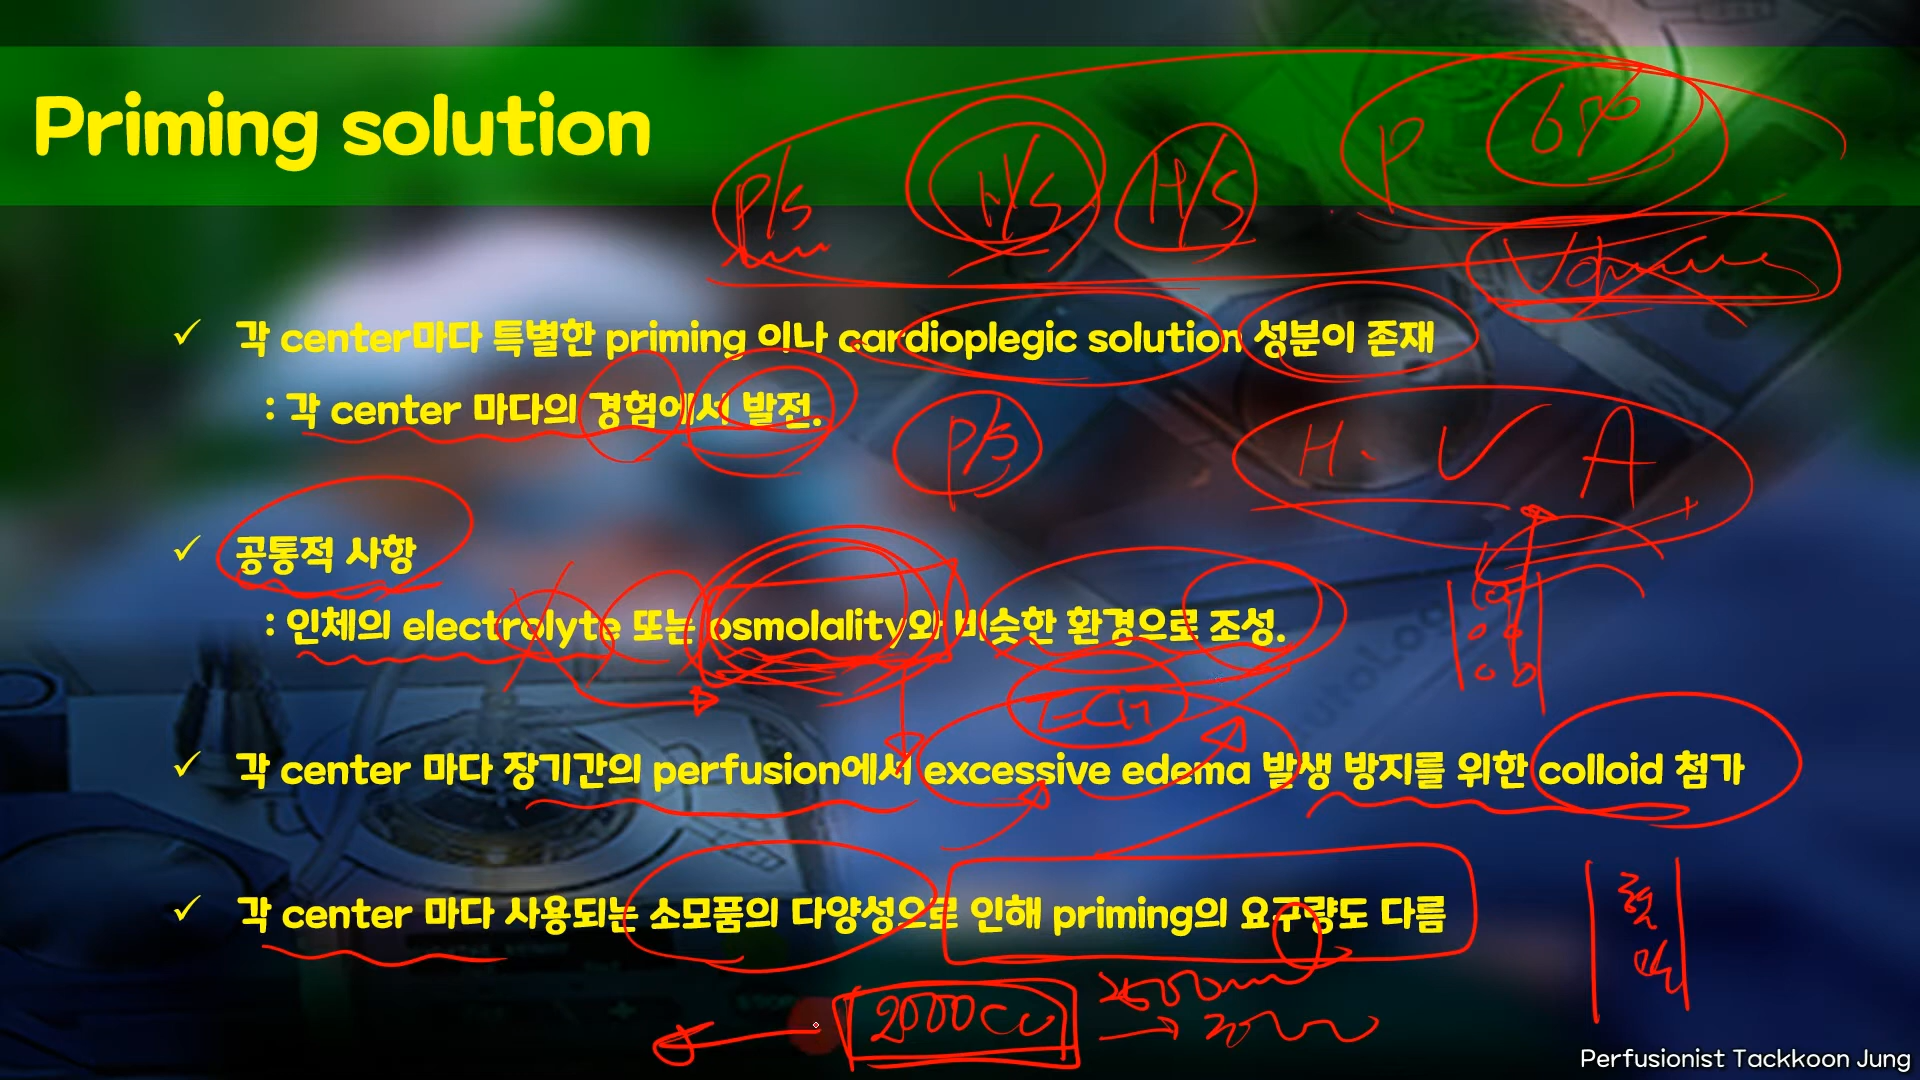 Priming solution
P/S H/S H/S P 6%
Volume
✓ 각 center마다 특별한 priming 이나 cardioplegic solution 성분이 존재
: 각 center 마다의 경험에서 발전.
P/S H. V A
✓ 공통적 사항
: 인체의 electrolyte 또는 osmolality와 비슷한 환경으로 조성.
✓ 각 center 마다 장기간의 perfusion에서 excessive edema 발생 방지를 위한 colloid 첨가
✓ 각 center 마다 사용되는 소모품의 다양성으로 인해 priming의 요구량도 다름
2000cc
Perfusionist Tackkoon Jung